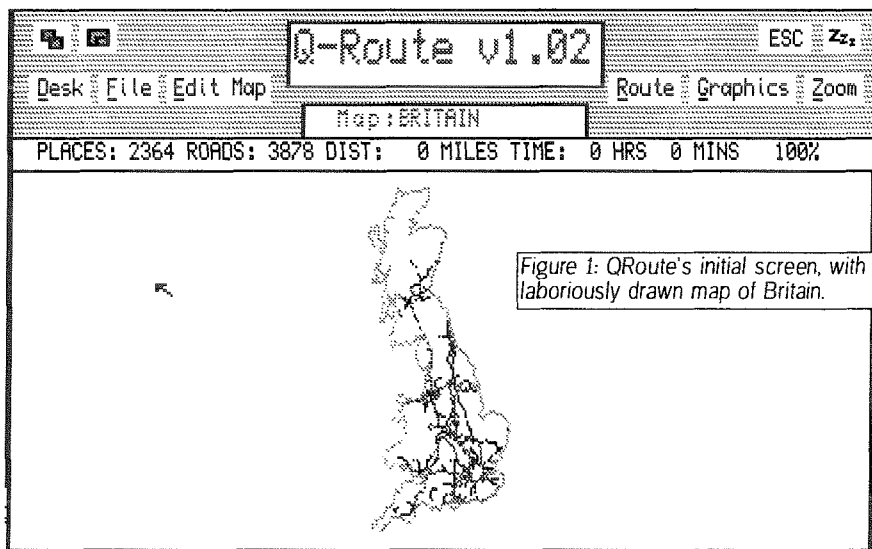 Q-Route v1.02
ESC Zzz
Desk File Edit Map
Route Graphics Zoom
Map:BRITAIN
PLACES: 2364 ROADS: 3878 DIST: 0 MILES TIME: 0 HRS 0 MINS 100%
Figure 1: QRoute's initial screen, with
laboriously drawn map of Britain.